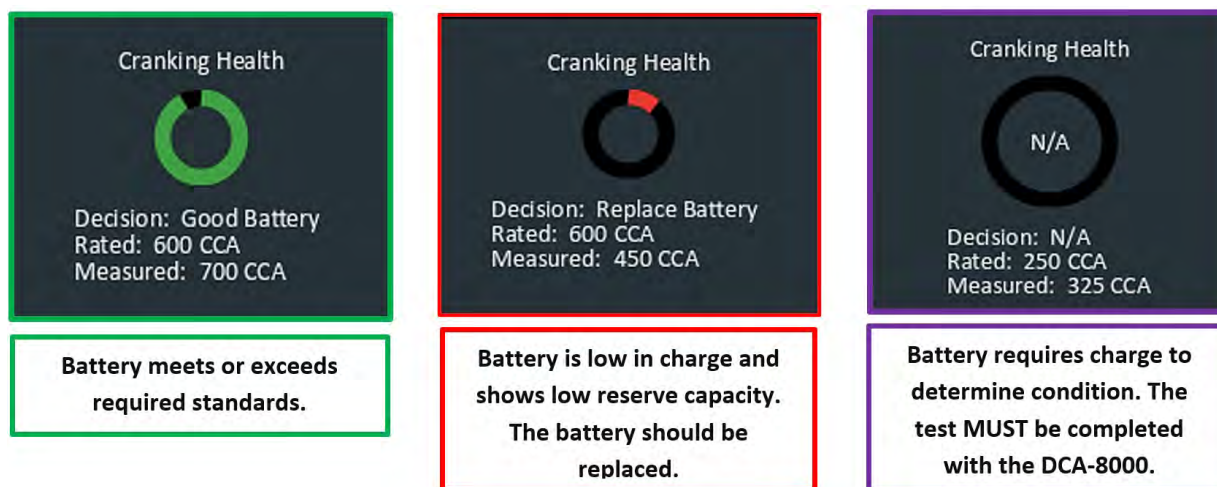 Cranking Health
Decision: Good Battery
Rated: 600 CCA
Measured: 700 CCA
Battery meets or exceeds
required standards.
Cranking Health
Decision: Replace Battery
Rated: 600 CCA
Measured: 450 CCA
Battery is low in charge and
shows low reserve capacity.
The battery should be
replaced.
Cranking Health
N/A
Decision: N/A
Rated: 250 CCA
Measured: 325 CCA
Battery requires charge to
determine condition. The
test MUST be completed
with the DCA-8000.